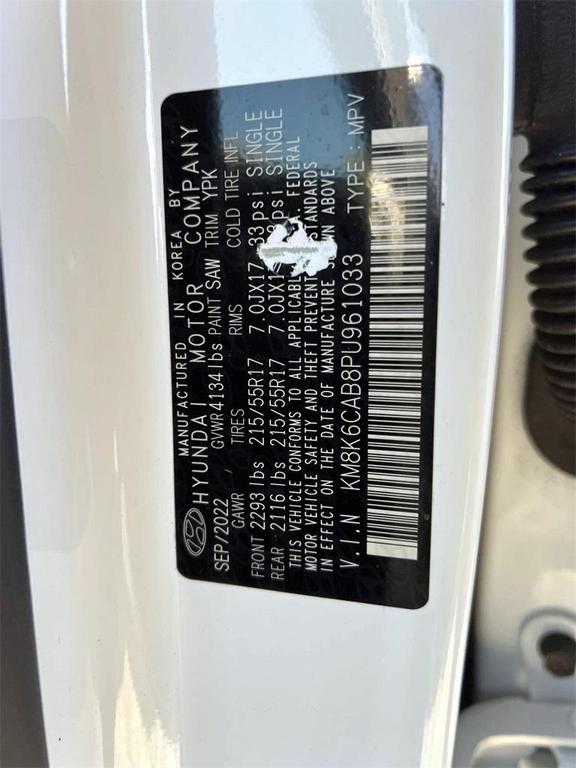 MANUFACTURED IN KOREA BY
HYUNDAI MOTOR COMPANY
SEP/2022 GVWR 4134 lbs PAINT SAW TRIM YPK
GAWR TIRES RIMS COLD TIRE INFL
FRONT 2293 lbs 215/55R17 7.0JX17 33psi SINGLE
REAR 2116 lbs 215/55R17 7.0JX17 psi SINGLE
THIS VEHICLE CONFORMS TO ALL APPLICABL FEDERAL
MOTOR VEHICLE SAFETY AND THEFT PREVENT STANDARDS
IN EFFECT ON THE DATE OF MANUFACTURE SHOWN ABOVE
V.I.N KM8K6CAB8PU961033 TYPE : MPV